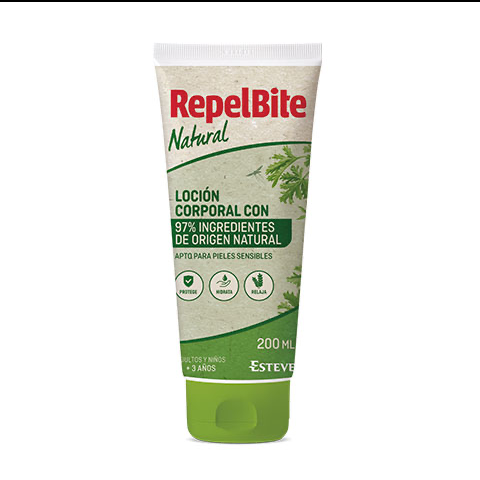 RepelBite
Natural
LOCIÓN
CORPORAL CON
97% INGREDIENTES
DE ORIGEN NATURAL
APTO PARA PIELES SENSIBLES
PROTEGE
HIDRATA
RELAJA
200 ML
Y NIÑOS
+ 3 AÑOS
ESTEVE